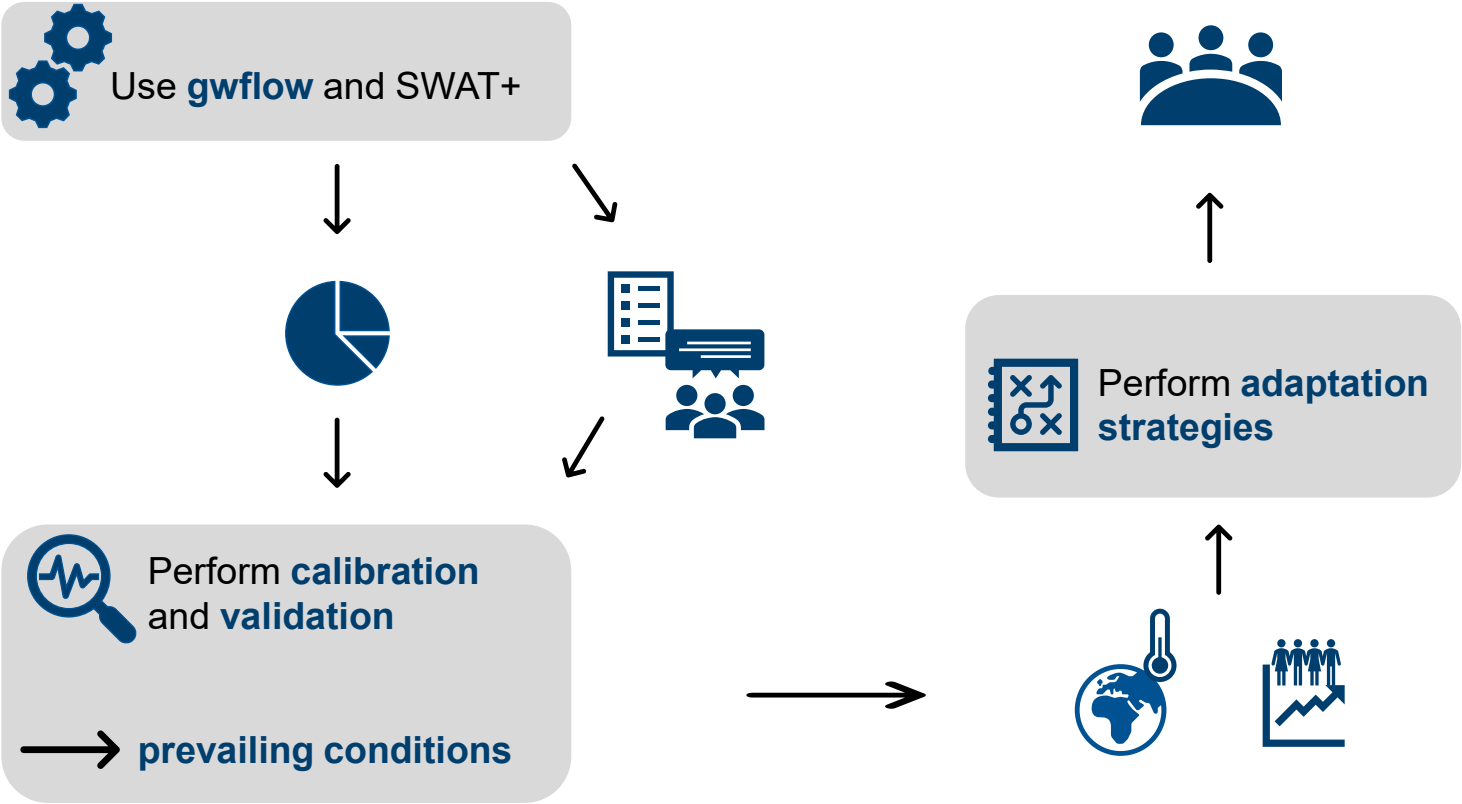 Use gwflow and SWAT+
Perform adaptation
strategies
Perform calibration
and validation
prevailing conditions